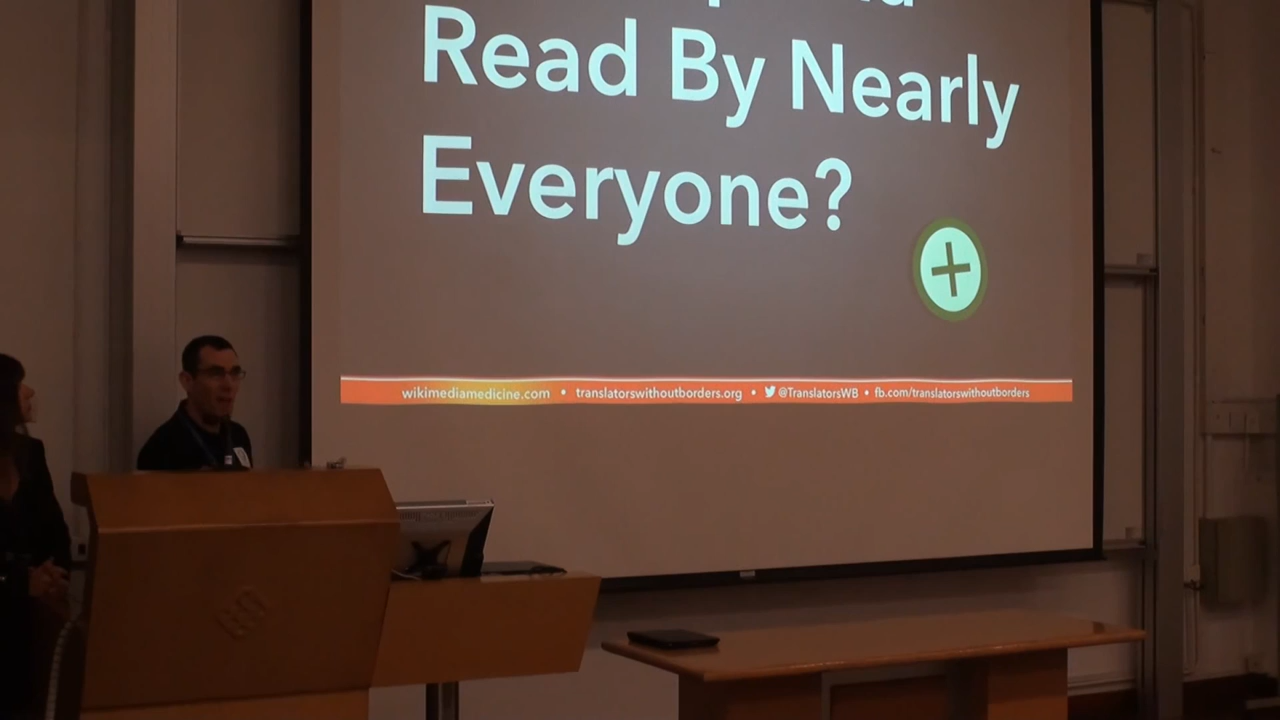 Read By Nearly
Everyone?
wikimediamedicine.com • translatorswithoutborders.org • @TranslatorsWB • fb.com/translatorswithoutborders